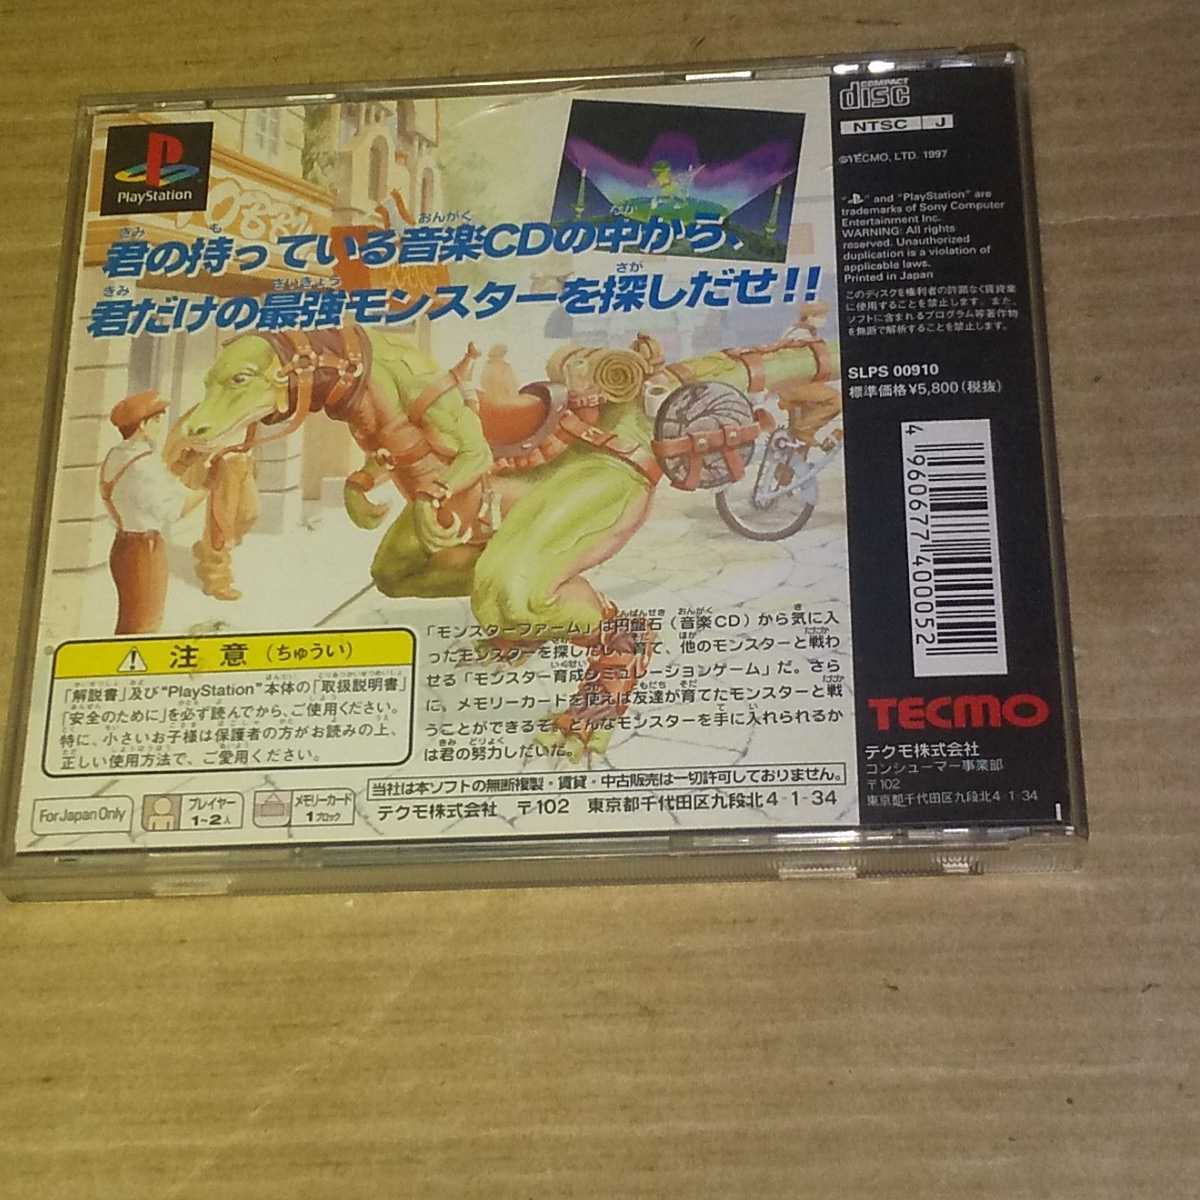 PlayStation
君の持っている音楽CDの中から、
君だけの最強モンスターを探しだせ!!
きみ も おんがく なか
きみ さいきょう さが
COMPACT
disc
NTSC J
©TECMO, LTD. 1997
"PS" and "PlayStation" are
trademarks of Sony Computer
Entertainment Inc.
WARNING: All rights
reserved. Unauthorized
duplication is a violation of
applicable laws.
Printed in Japan
このディスクを権利者の許諾なく賃貸業
に使用することを禁止します。また、
ソフトに含まれるプログラム等著作物
を無断で解析することを禁止します。
SLPS 00910
標準価格¥5,800(税抜)
4 960677 400052
TECMO
テクモ株式会社
コンシューマー事業部
〒102
東京都千代田区九段北4-1-34
「モンスターファーム」は円盤石(音楽CD)から気に入
ったモンスターを探しだし、育て、他のモンスターと戦わ
せる「モンスター育成シミュレーションゲーム」だ。さら
に、メモリーカードを使えば友達が育てたモンスターと戦
うことができるぞ。どんなモンスターを手に入れられるか
は君の努力しだいだ。
注意(ちゅうい)
「解説書」及び"PlayStation"本体の「取扱説明書」
「安全のために」を必ず読んでから、ご使用ください。
特に、小さいお子様は保護者の方がお読みの上、
正しい使用方法で、ご愛用ください。
当社は本ソフトの無断複製・賃貸・中古販売は一切許可しておりません。
For Japan Only
プレイヤー
1~2人
メモリーカード
1ブロック
テクモ株式会社 〒102 東京都千代田区九段北4-1-34